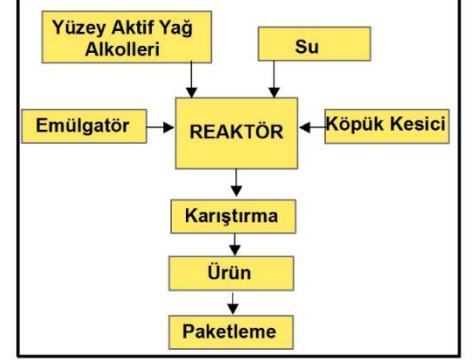 Yüzey Aktif Yağ
Alkolleri
Su
Emülgatör
REAKTÖR
Köpük Kesici
Karıştırma
Ürün
Paketleme